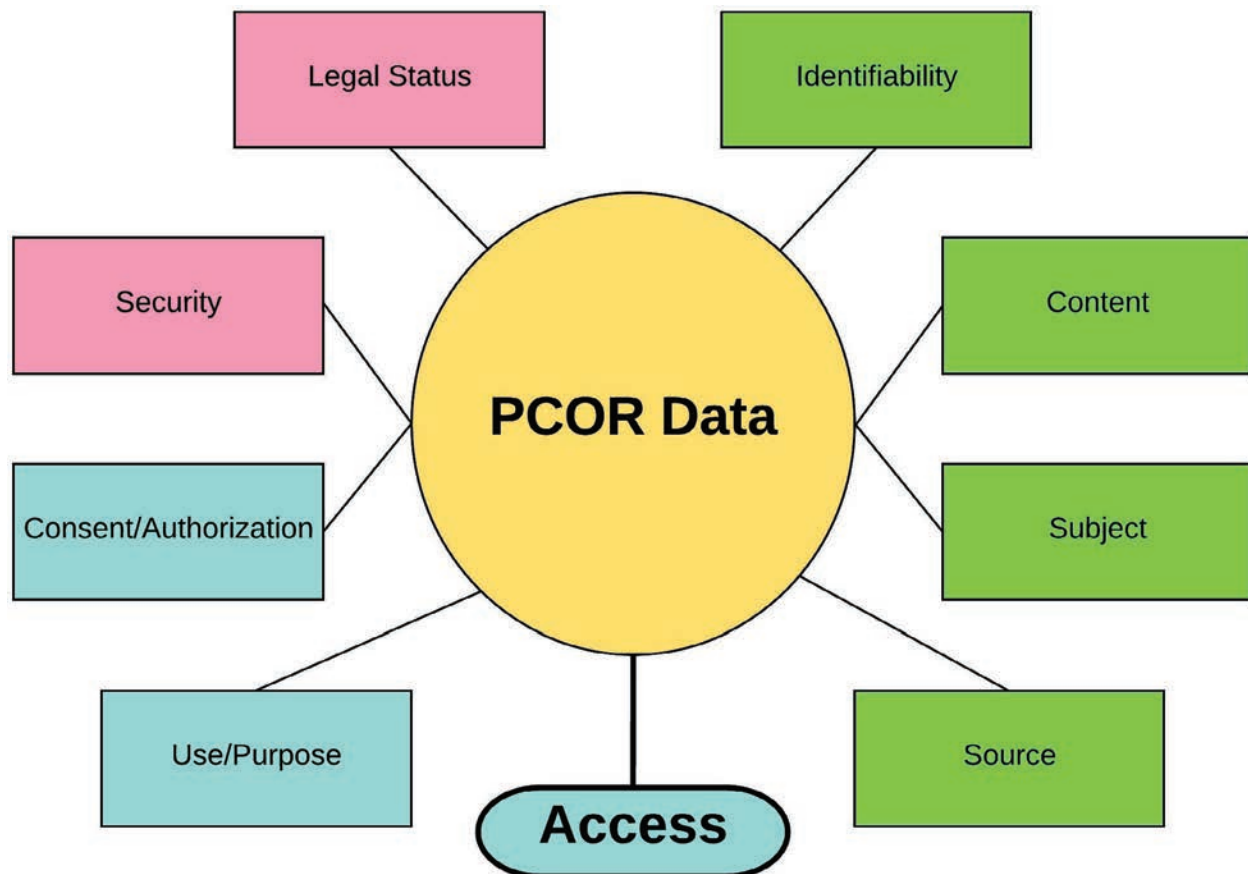 Legal Status
Identifiability
Security
Content
PCOR Data
Consent/Authorization
Subject
Use/Purpose
Source
Access